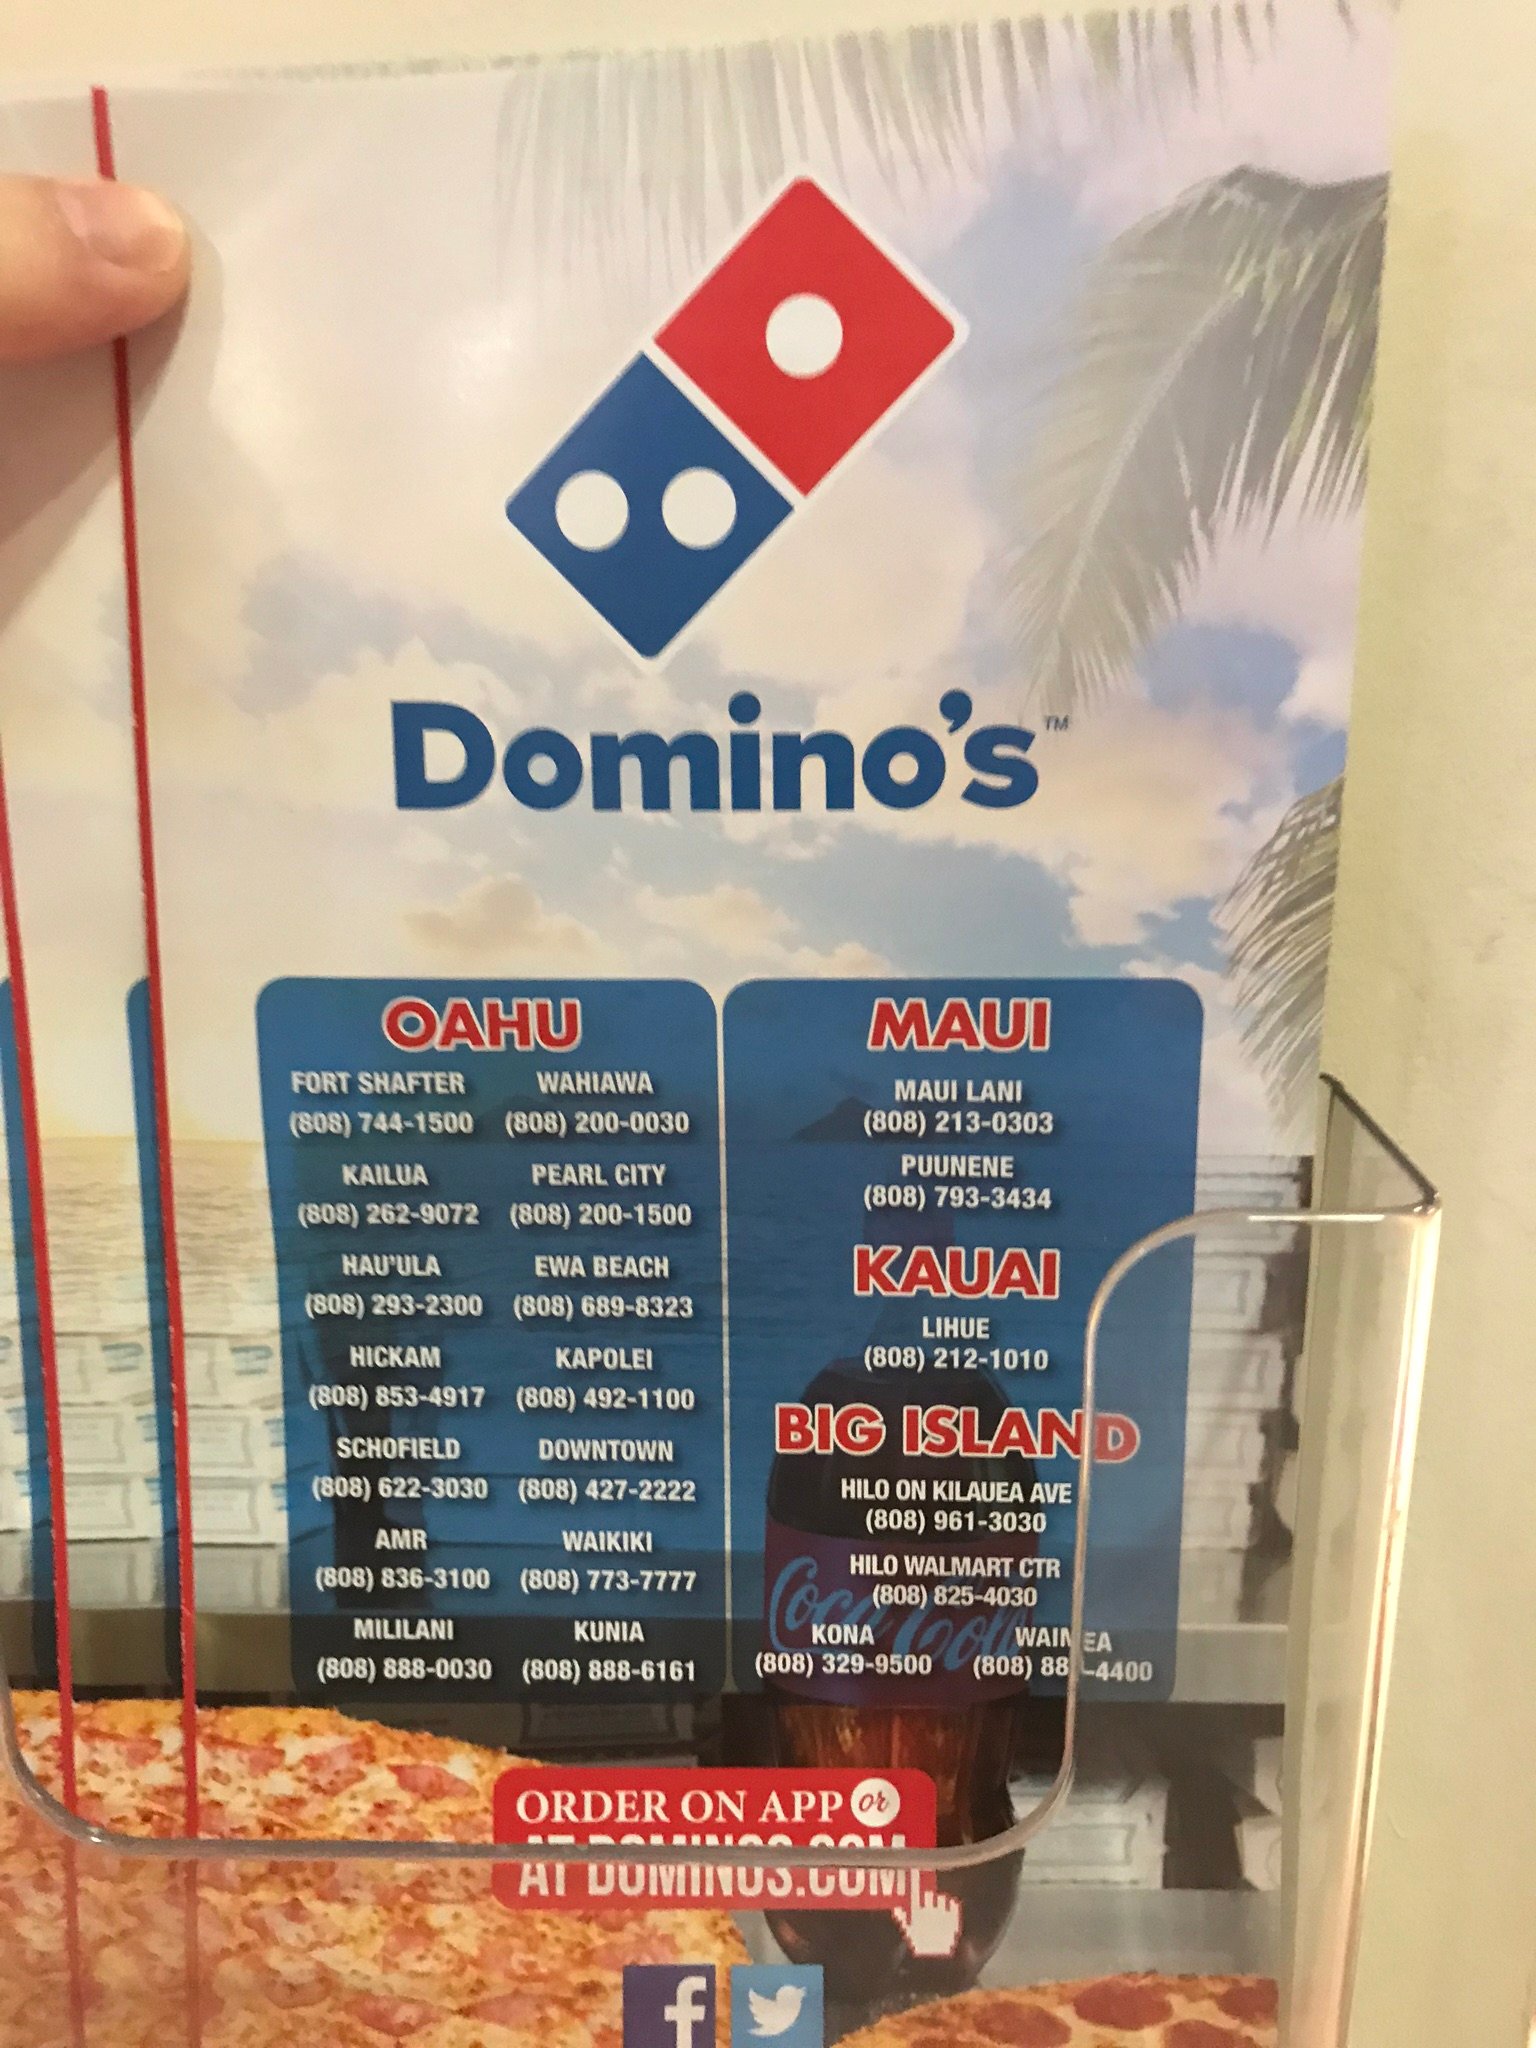 Domino's™
OAHU
FORT SHAFTER
(808) 744-1500
KAILUA
(808) 262-9072
HAU'ULA
(808) 293-2300
HICKAM
(808) 853-4917
SCHOFIELD
(808) 622-3030
AMR
(808) 836-3100
MILILANI
(808) 888-0030
WAHIAWA
(808) 200-0030
PEARL CITY
(808) 200-1500
EWA BEACH
(808) 689-8323
KAPOLEI
(808) 492-1100
DOWNTOWN
(808) 427-2222
WAIKIKI
(808) 773-7777
KUNIA
(808) 888-6161
MAUI
MAUI LANI
(808) 213-0303
PUUNENE
(808) 793-3434
KAUAI
LIHUE
(808) 212-1010
BIG ISLAND
HILO ON KILAUEA AVE
(808) 961-3030
HILO WALMART CTR
(808) 825-4030
KONA
(808) 329-9500
WAIMEA
(808) -4400
Coca Cola
ORDER ON APP or
AT DOMINOS.COM
f